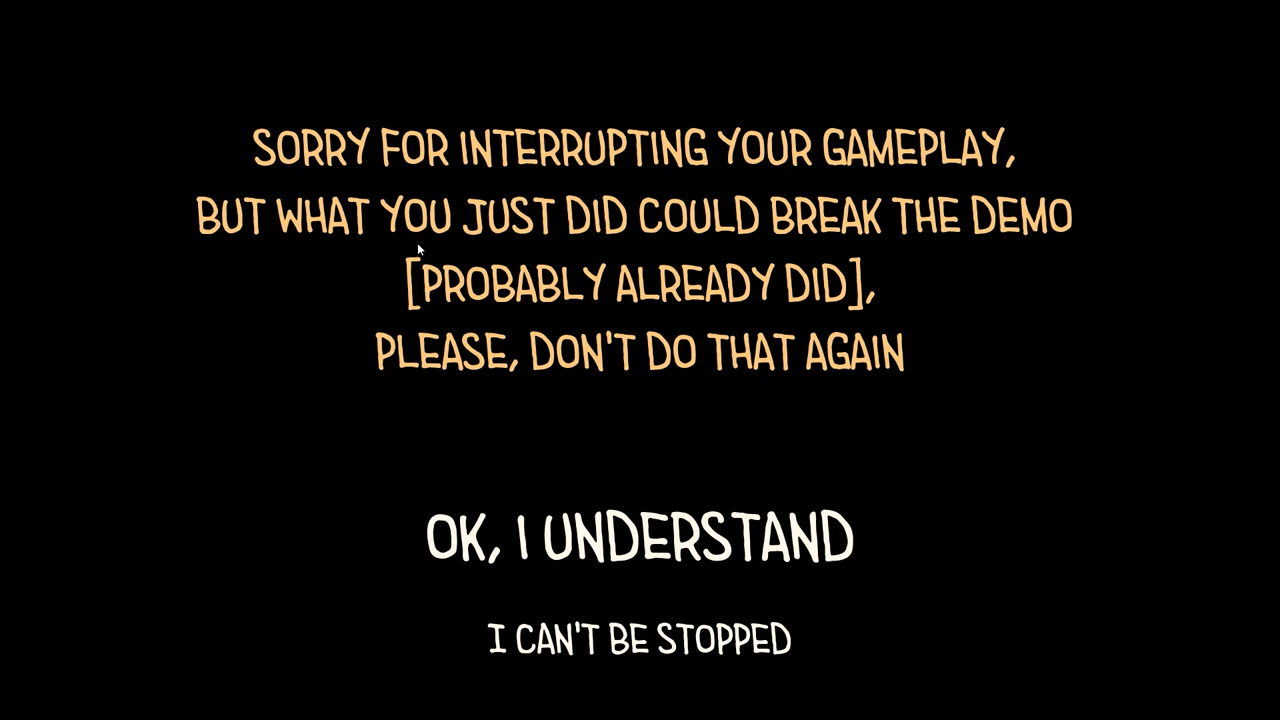 SORRY FOR INTERRUPTING YOUR GAMEPLAY,
BUT WHAT YOU JUST DID COULD BREAK THE DEMO
[PROBABLY ALREADY DID],
PLEASE, DON'T DO THAT AGAIN
OK, I UNDERSTAND
I CAN'T BE STOPPED